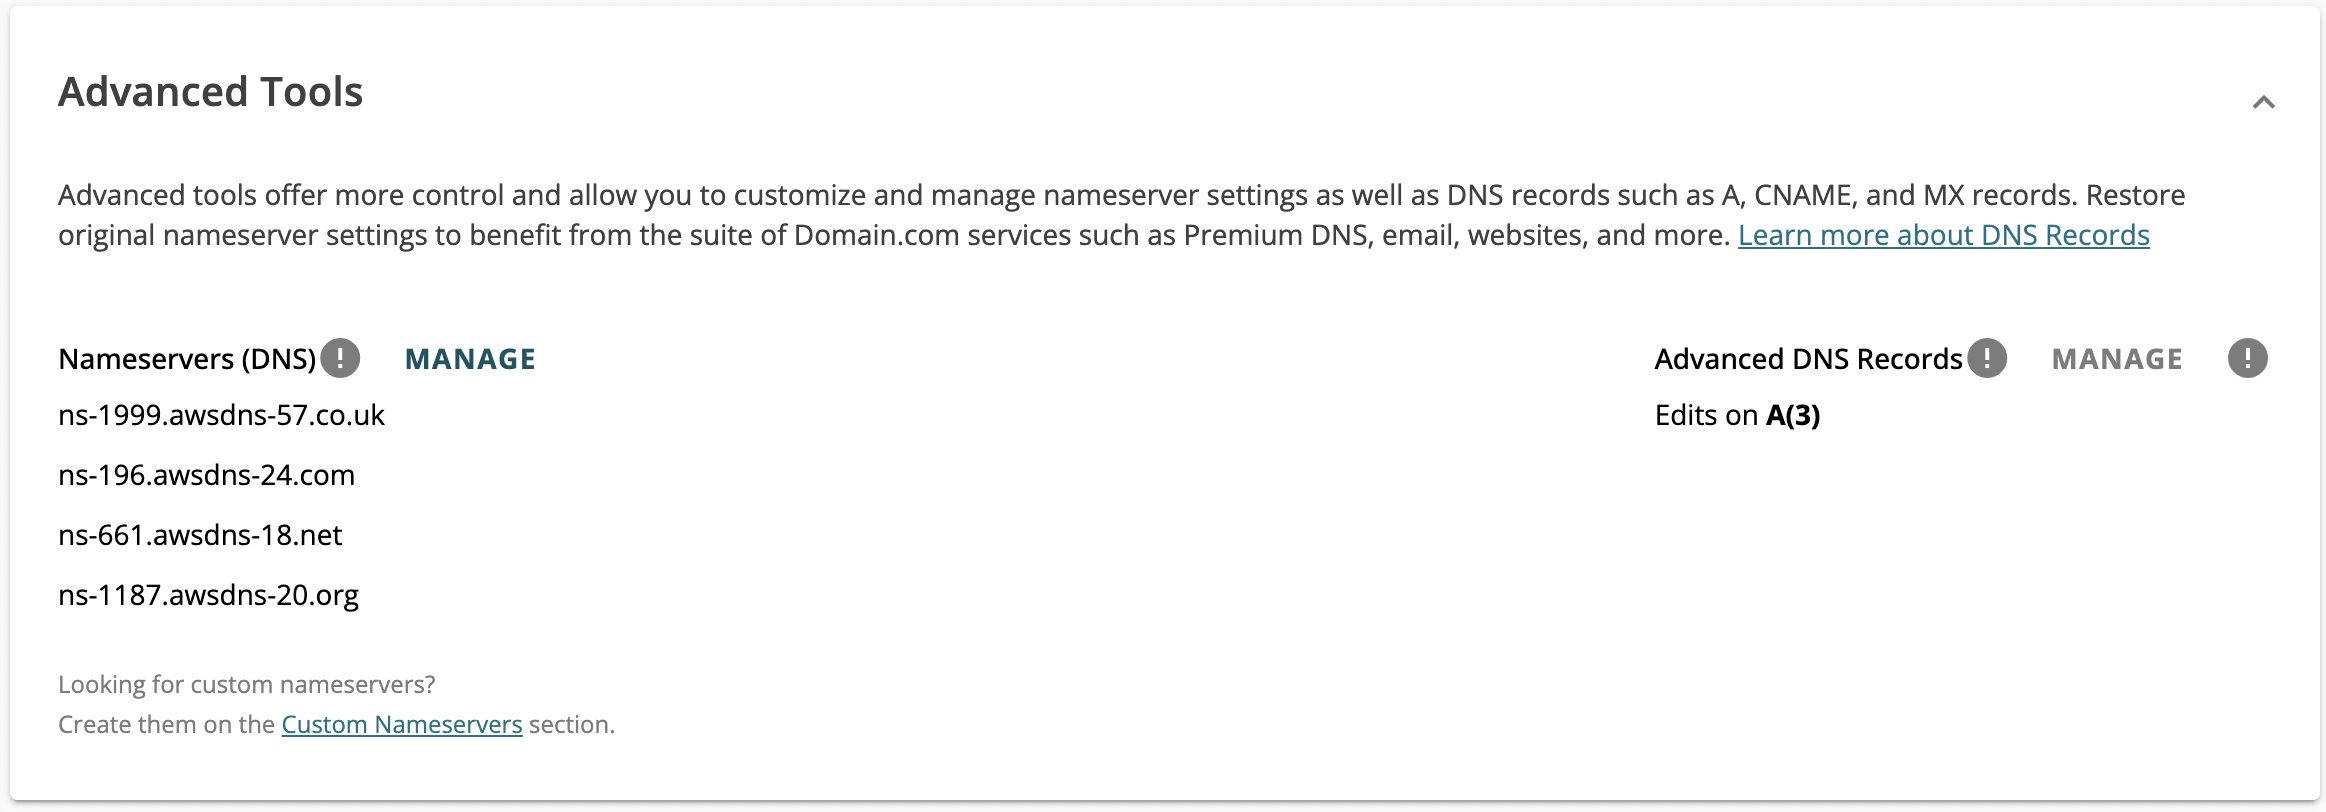 Advanced Tools
Advanced tools offer more control and allow you to customize and manage nameserver settings as well as DNS records such as A, CNAME, and MX records. Restore
original nameserver settings to benefit from the suite of Domain.com services such as Premium DNS, email, websites, and more. Learn more about DNS Records
Nameservers (DNS) ! MANAGE
ns-1999.awsdns-57.co.uk
ns-196.awsdns-24.com
ns-661.awsdns-18.net
ns-1187.awsdns-20.org
Looking for custom nameservers?
Create them on the Custom Nameservers section.
Advanced DNS Records ! MANAGE !
Edits on A(3)